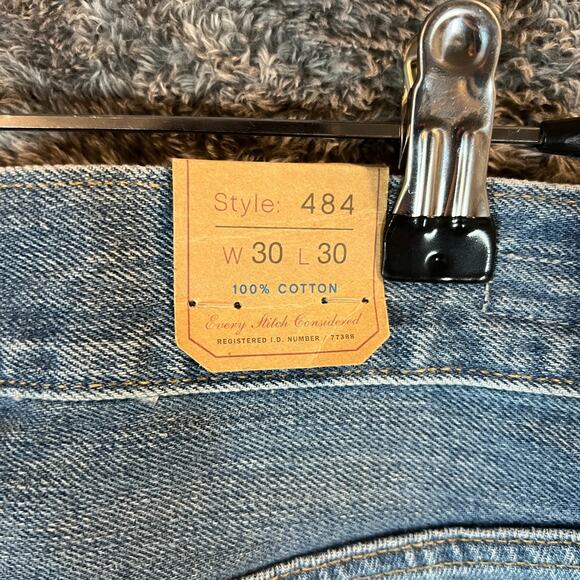 Style: 484
W 30 L 30
100% COTTON
Every Stitch Considered
REGISTERED I.D. NUMBER / 77388